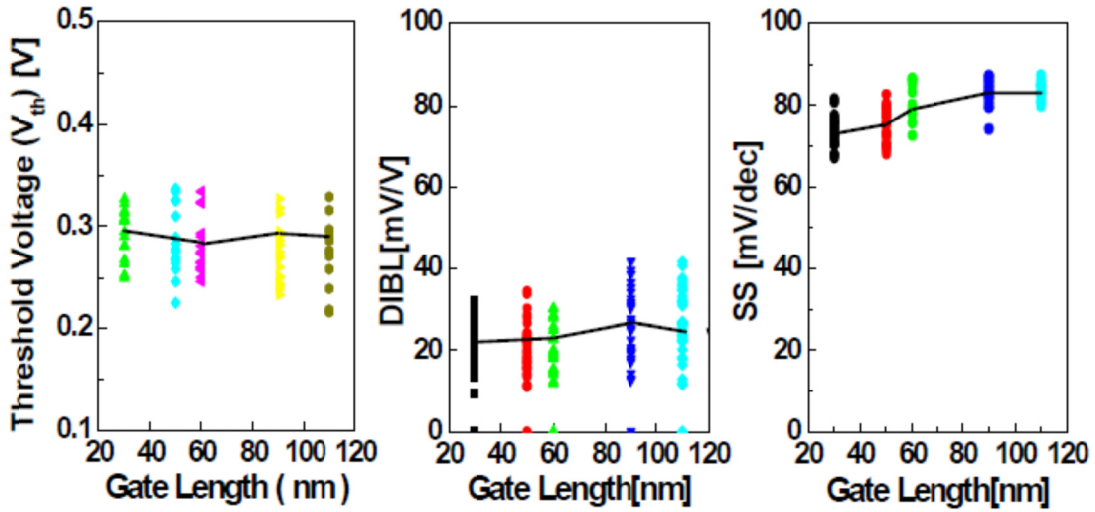 Threshold Voltage (Vth) [V]
0.5
0.4
0.3
0.2
0.1
20 40 60 80 100 120
Gate Length ( nm )
DIBL[mV/V]
100
80
60
40
20
0
20 40 60 80 100 120
Gate Length[nm]
SS [mV/dec]
100
80
60
40
20
0
20 40 60 80 100 120
Gate Length[nm]